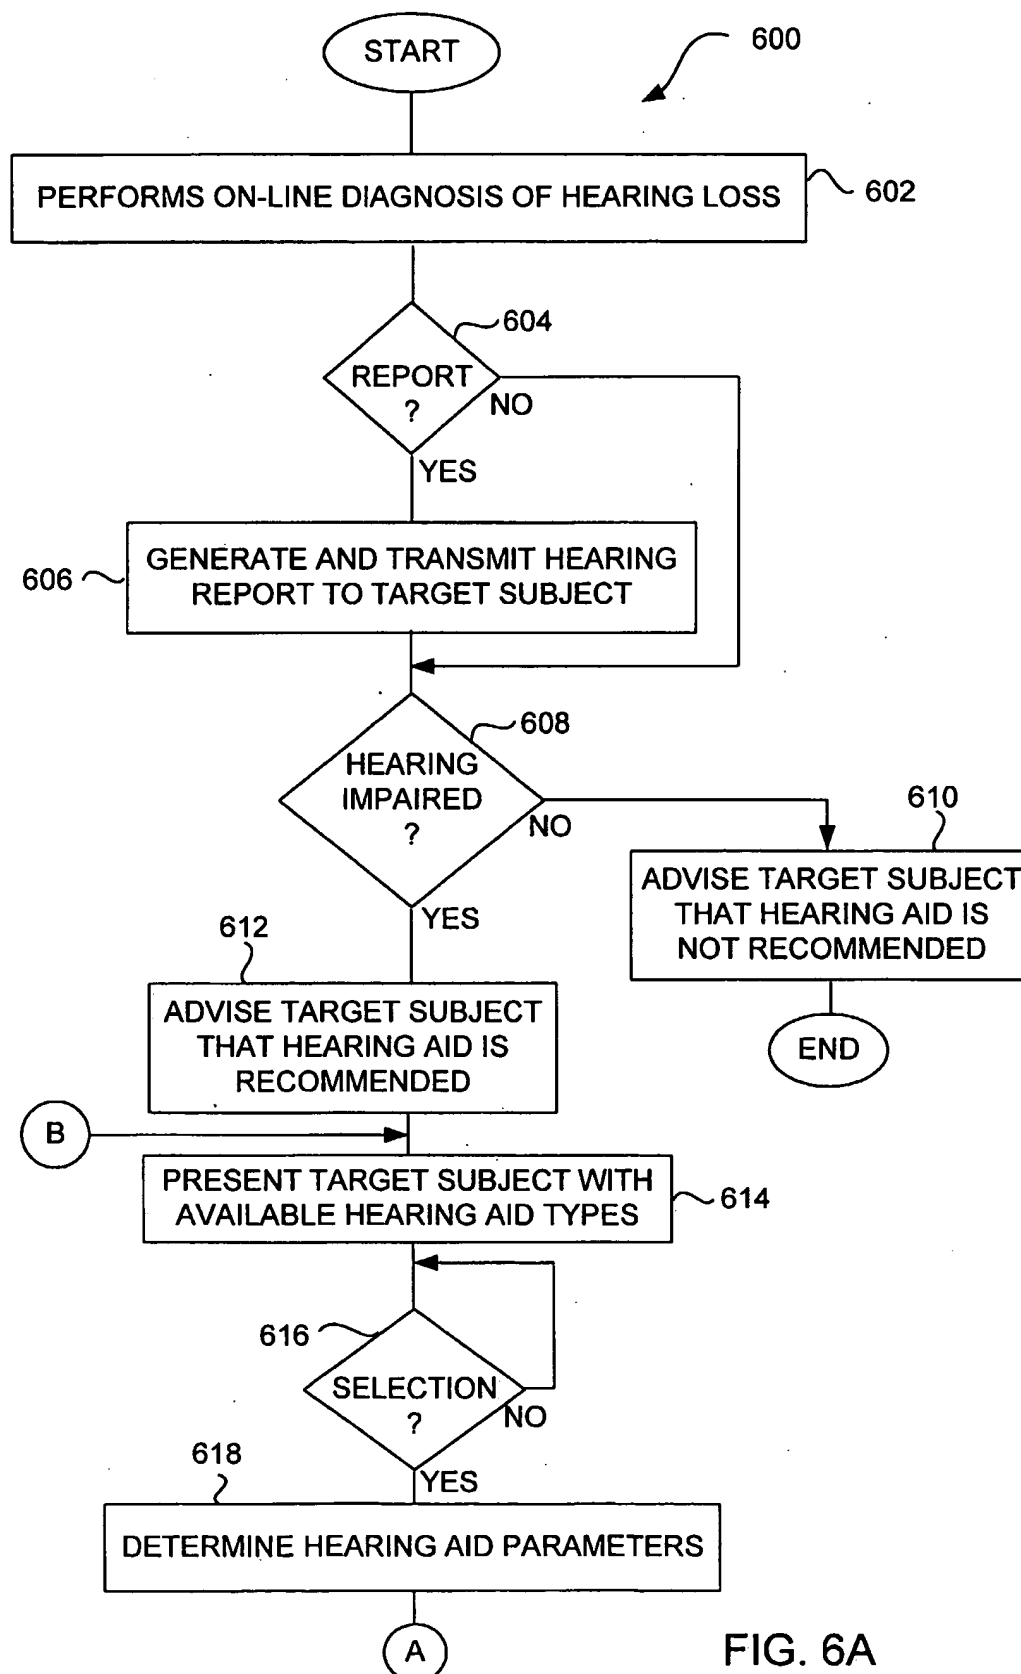 START
600
PERFORMS ON-LINE DIAGNOSIS OF HEARING LOSS
602
604
REPORT
?
NO
YES
606
GENERATE AND TRANSMIT HEARING
REPORT TO TARGET SUBJECT
608
HEARING
IMPAIRED
?
NO
YES
610
ADVISE TARGET SUBJECT
THAT HEARING AID IS
NOT RECOMMENDED
END
612
ADVISE TARGET SUBJECT
THAT HEARING AID IS
RECOMMENDED
B
PRESENT TARGET SUBJECT WITH
AVAILABLE HEARING AID TYPES
614
616
SELECTION
?
NO
YES
618
DETERMINE HEARING AID PARAMETERS
A
FIG. 6A